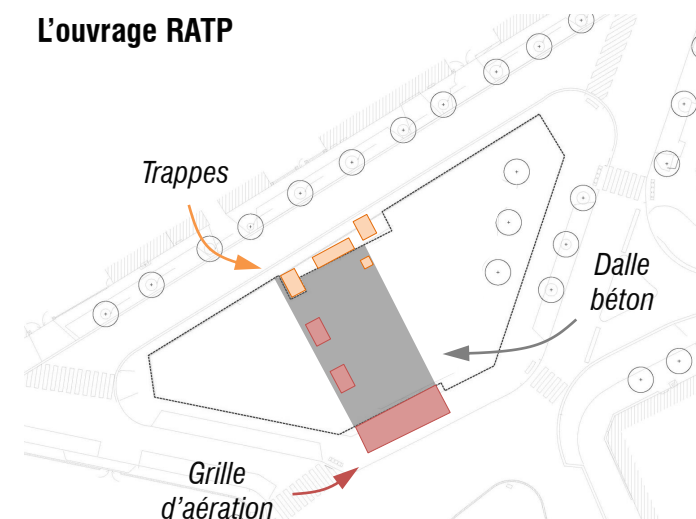 L’ouvrage RATP
Trappes
Dalle
béton
Grille
d’aération